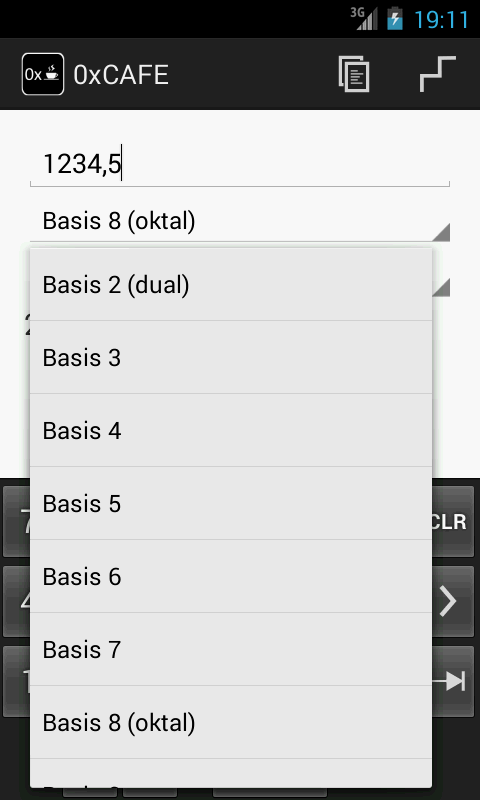 3G 19:11
0x 0xCAFE
1234,5
Basis 8 (oktal)
Basis 2 (dual)
Basis 3
Basis 4
Basis 5
CLR
Basis 6
Basis 7
Basis 8 (oktal)